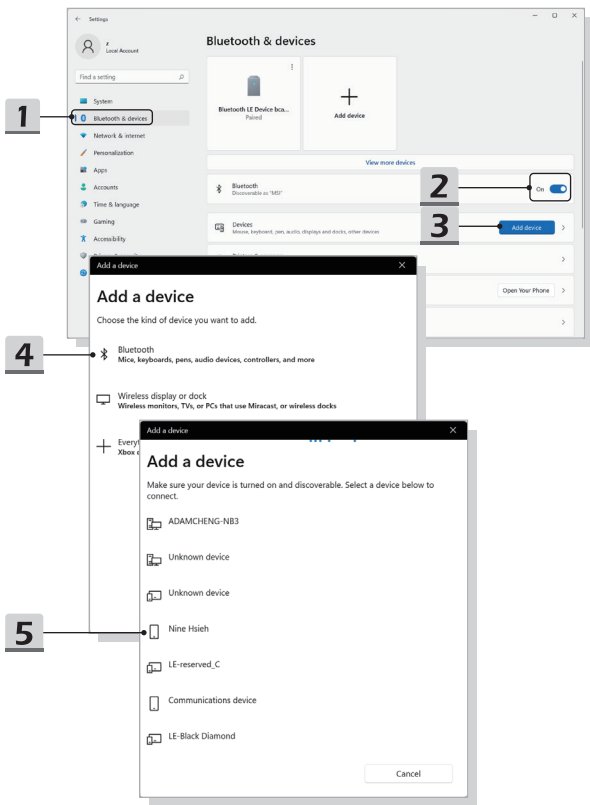 Settings
z
Local Account
Find a setting
System
Bluetooth & devices
Network & internet
Personalization
Apps
Accounts
Time & language
Gaming
Accessibility
Bluetooth & devices
Bluetooth LE Device bca...
Paired
Add device
View more devices
Bluetooth
Discoverable as "MSI"
On
Devices
Mouse, keyboard, pen, audio, displays and docks, other devices
Add device
Open Your Phone
1
2
3
Add a device
Add a device
Choose the kind of device you want to add.
4
Bluetooth
Mice, keyboards, pens, audio devices, controllers, and more
Wireless display or dock
Wireless monitors, TVs, or PCs that use Miracast, or wireless docks
Add a device
Add a device
Make sure your device is turned on and discoverable. Select a device below to
connect.
ADAMCHENG-NB3
Unknown device
Unknown device
5
Nine Hsieh
LE-reserved_C
Communications device
LE-Black Diamond
Cancel